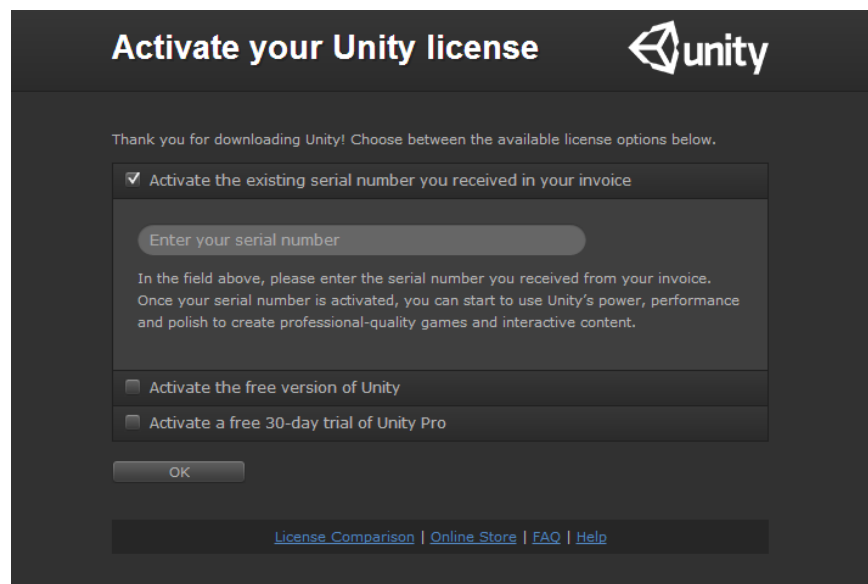 Activate your Unity license
unity
Thank you for downloading Unity! Choose between the available license options below.
Activate the existing serial number you received in your invoice
Enter your serial number
In the field above, please enter the serial number you received from your invoice.
Once your serial number is activated, you can start to use Unity’s power, performance
and polish to create professional-quality games and interactive content.
Activate the free version of Unity
Activate a free 30-day trial of Unity Pro
OK
License Comparison | Online Store | FAQ | Help